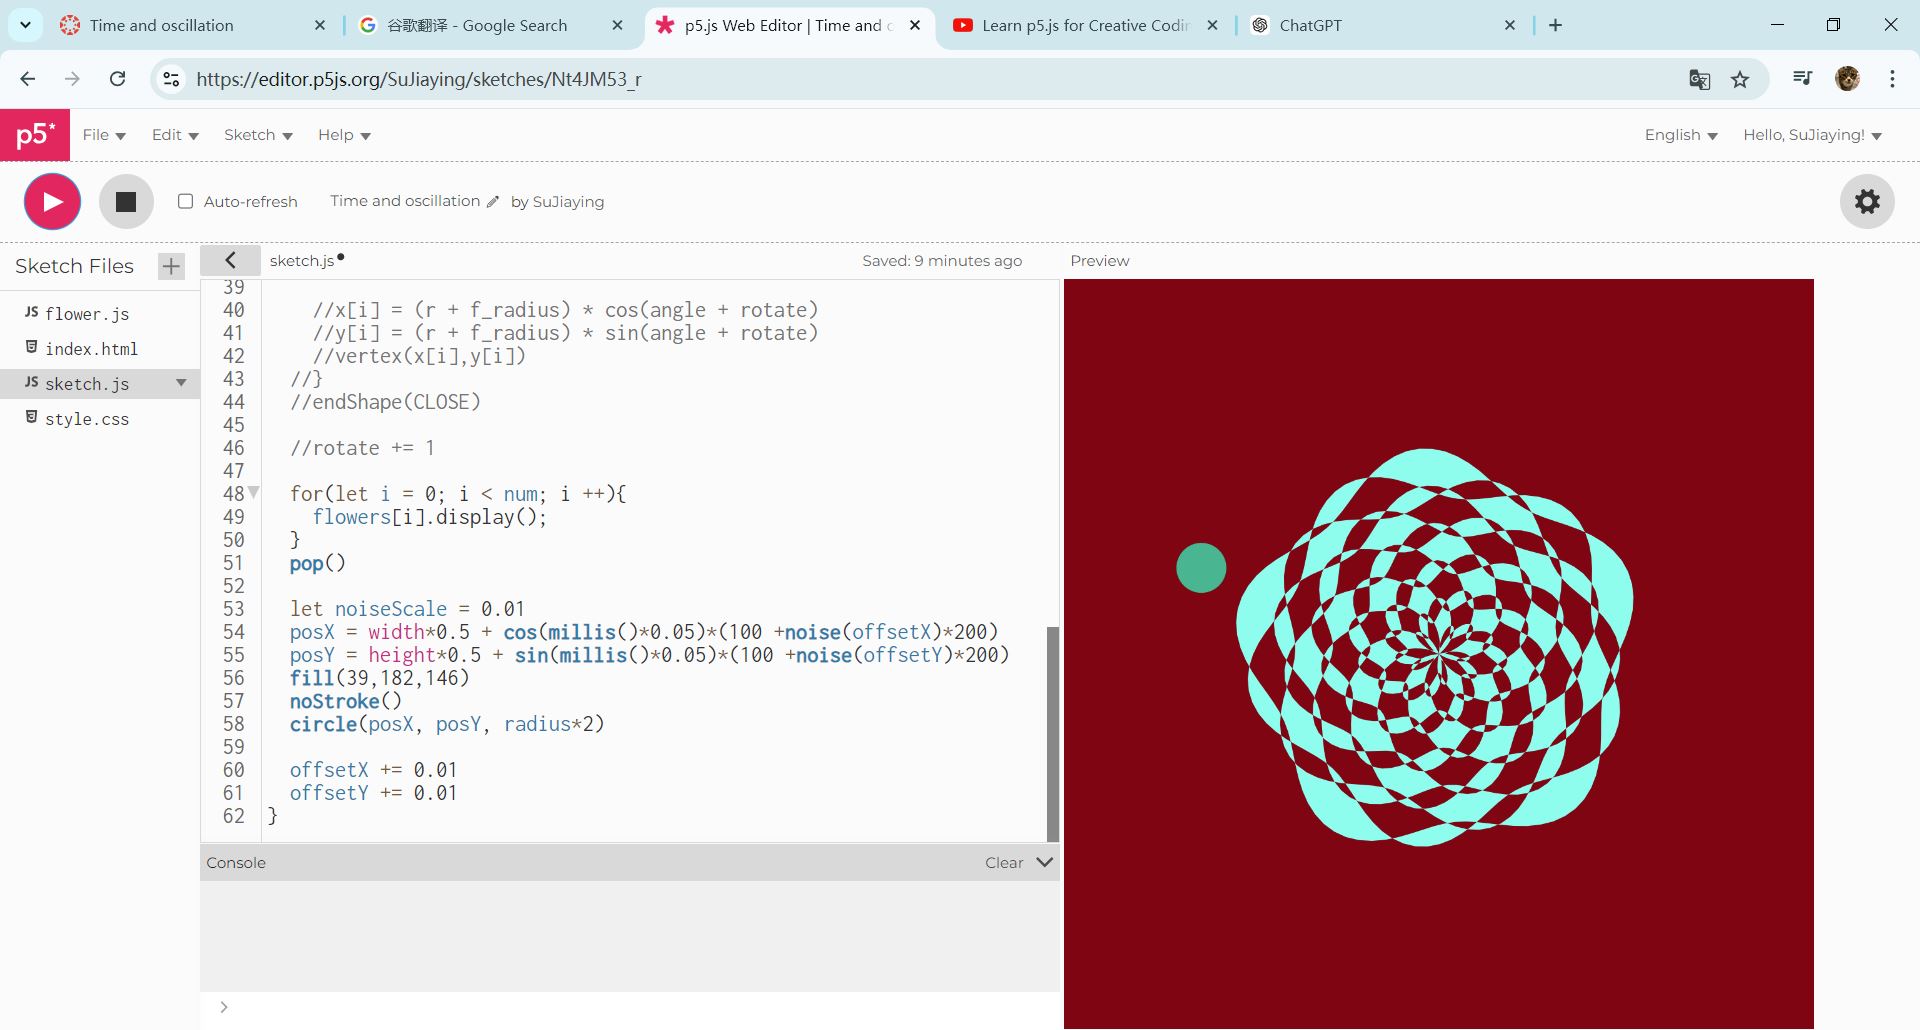 Time and oscillation
谷歌翻译 - Google Search
p5.js Web Editor | Time and o
Learn p5.js for Creative Codin
ChatGPT
https://editor.p5js.org/SuJiaying/sketches/Nt4JM53_r
p5*
File
Edit
Sketch
Help
English
Hello, SuJiaying!
Auto-refresh
Time and oscillation
by SuJiaying
Sketch Files
sketch.js
Saved: 9 minutes ago
Preview
JS flower.js
index.html
JS sketch.js
style.css
39
40 //x[i] = (r + f_radius) * cos(angle + rotate)
41 //y[i] = (r + f_radius) * sin(angle + rotate)
42 //vertex(x[i],y[i])
43 //}
44 //endShape(CLOSE)
45
46 //rotate += 1
47
48 for(let i = 0; i < num; i ++){
49 flowers[i].display();
50 }
51 pop()
52
53 let noiseScale = 0.01
54 posX = width*0.5 + cos(millis()*0.05)*(100 +noise(offsetX)*200)
55 posY = height*0.5 + sin(millis()*0.05)*(100 +noise(offsetY)*200)
56 fill(39,182,146)
57 noStroke()
58 circle(posX, posY, radius*2)
59
60 offsetX += 0.01
61 offsetY += 0.01
62 }
Console
Clear
>